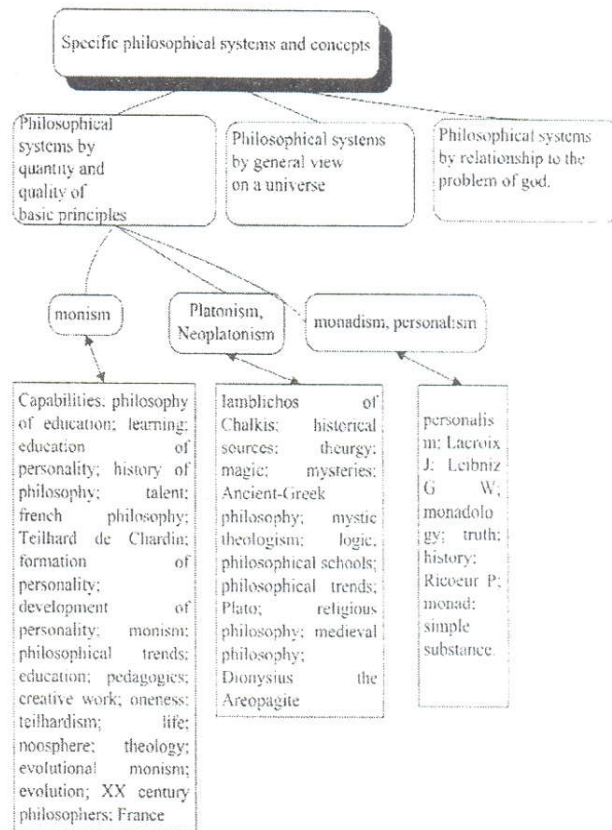 Specific philosophical systems and concepts
Philosophical
systems by
quantity and
quality of
basic principles
Philosophical systems
by general view
on a universe
Philosophical systems
by relationship to the
problem of god.
monism
Platonism,
Neoplatonism
monadism, personalism
Capabilities; philosophy
of education; learning;
education of
personality; history of
philosophy; talent;
french philosophy;
Teilhard de Chardin;
formation of
personality;
development of
personality; monism;
philosophical trends;
education; pedagogics;
creative work; oneness;
teilhardism; life;
noosphere; theology;
evolutional monism;
evolution; XX century
philosophers; France
Iamblichos of
Chalkis; historical
sources; theurgy;
magic; mysteries;
Ancient-Greek
philosophy; mystic
theologism; logic,
philosophical schools;
philosophical trends;
Plato; religious
philosophy; medieval
philosophy;
Dionysius the
Areopagite
personalis
m; Lacroix
J; Leibniz
G W;
monadolo
gy; truth;
history;
Ricoeur P;
monad;
simple
substance.